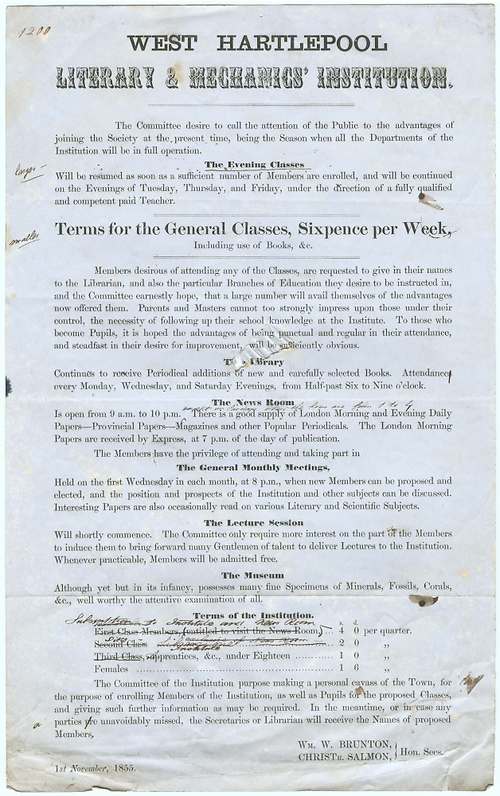 1200
WEST HARTLEPOOL
LITERARY & MECHANICS' INSTITUTION.
The Committee desire to call the attention of the Public to the advantages of
joining the Society at the present time, being the Season when all the Departments of the
Institution will be in full operation.
The Evening Classes
larger
Will be resumed as soon as a sufficient number of Members are enrolled, and will be continued
on the Evenings of Tuesday, Thursday, and Friday, under the direction of a fully qualified
and competent paid Teacher.
Terms for the General Classes, Sixpence per Week,
smaller
Including use of Books, &c.
Members desirous of attending any of the Classes, are requested to give in their names
to the Librarian, and also the particular Branches of Education they desire to be instructed in,
and the Committee earnestly hope, that a large number will avail themselves of the advantages
now offered them. Parents and Masters cannot too strongly impress upon those under their
control, the necessity of following up their school knowledge at the Institute. To those who
become Pupils, it is hoped the advantages of being punctual and regular in their attendance,
and steadfast in their desire for improvement, will be sufficiently obvious.
The Library
Continues to receive Periodical additions of new and carefully selected Books. Attendance
every Monday, Wednesday, and Saturday Evenings, from Half-past Six to Nine o'clock.
The News Room
Is open from 9 a.m. to 10 p.m. There is a good supply of London Morning and Evening Daily
Papers—Provincial Papers—Magazines and other Popular Periodicals. The London Morning
Papers are received by Express, at 7 p.m. of the day of publication.
The Members have the privilege of attending and taking part in
The General Monthly Meetings,
Held on the first Wednesday in each month, at 8 p.m., when new Members can be proposed and
elected, and the position and prospects of the Institution and other subjects can be discussed.
Interesting Papers are also occasionally read on various Literary and Scientific Subjects.
The Lecture Session
Will shortly commence. The Committee only require more interest on the part of the Members
to induce them to bring forward many Gentlemen of talent to deliver Lectures to the Institution.
Whenever practicable, Members will be admitted free.
The Museum
Although yet but in its infancy, possesses many fine Specimens of Minerals, Fossils, Corals,
&c., well worthy the attentive examination of all.
Terms of the Institution.
Institute and News Room
s. d.
First Class Members, (entitled to visit the News Room) - 4 0 per quarter.
Second Class 2 0 „
Institute
Third Class, apprentices, &c., under Eighteen 1 0 „
Females 1 6 „
The Committee of the Institution purpose making a personal cavass of the Town, for
the purpose of enrolling Members of the Institution, as well as Pupils for the proposed Classes,
and giving such further information as may be required. In the meantime, or in case any
parties are unavoidably missed, the Secretaries or Librarian will receive the Names of proposed
Members,
WM. W. BRUNTON,
CHRISTR. SALMON,
Hon. Secs.
1st November, 1855.